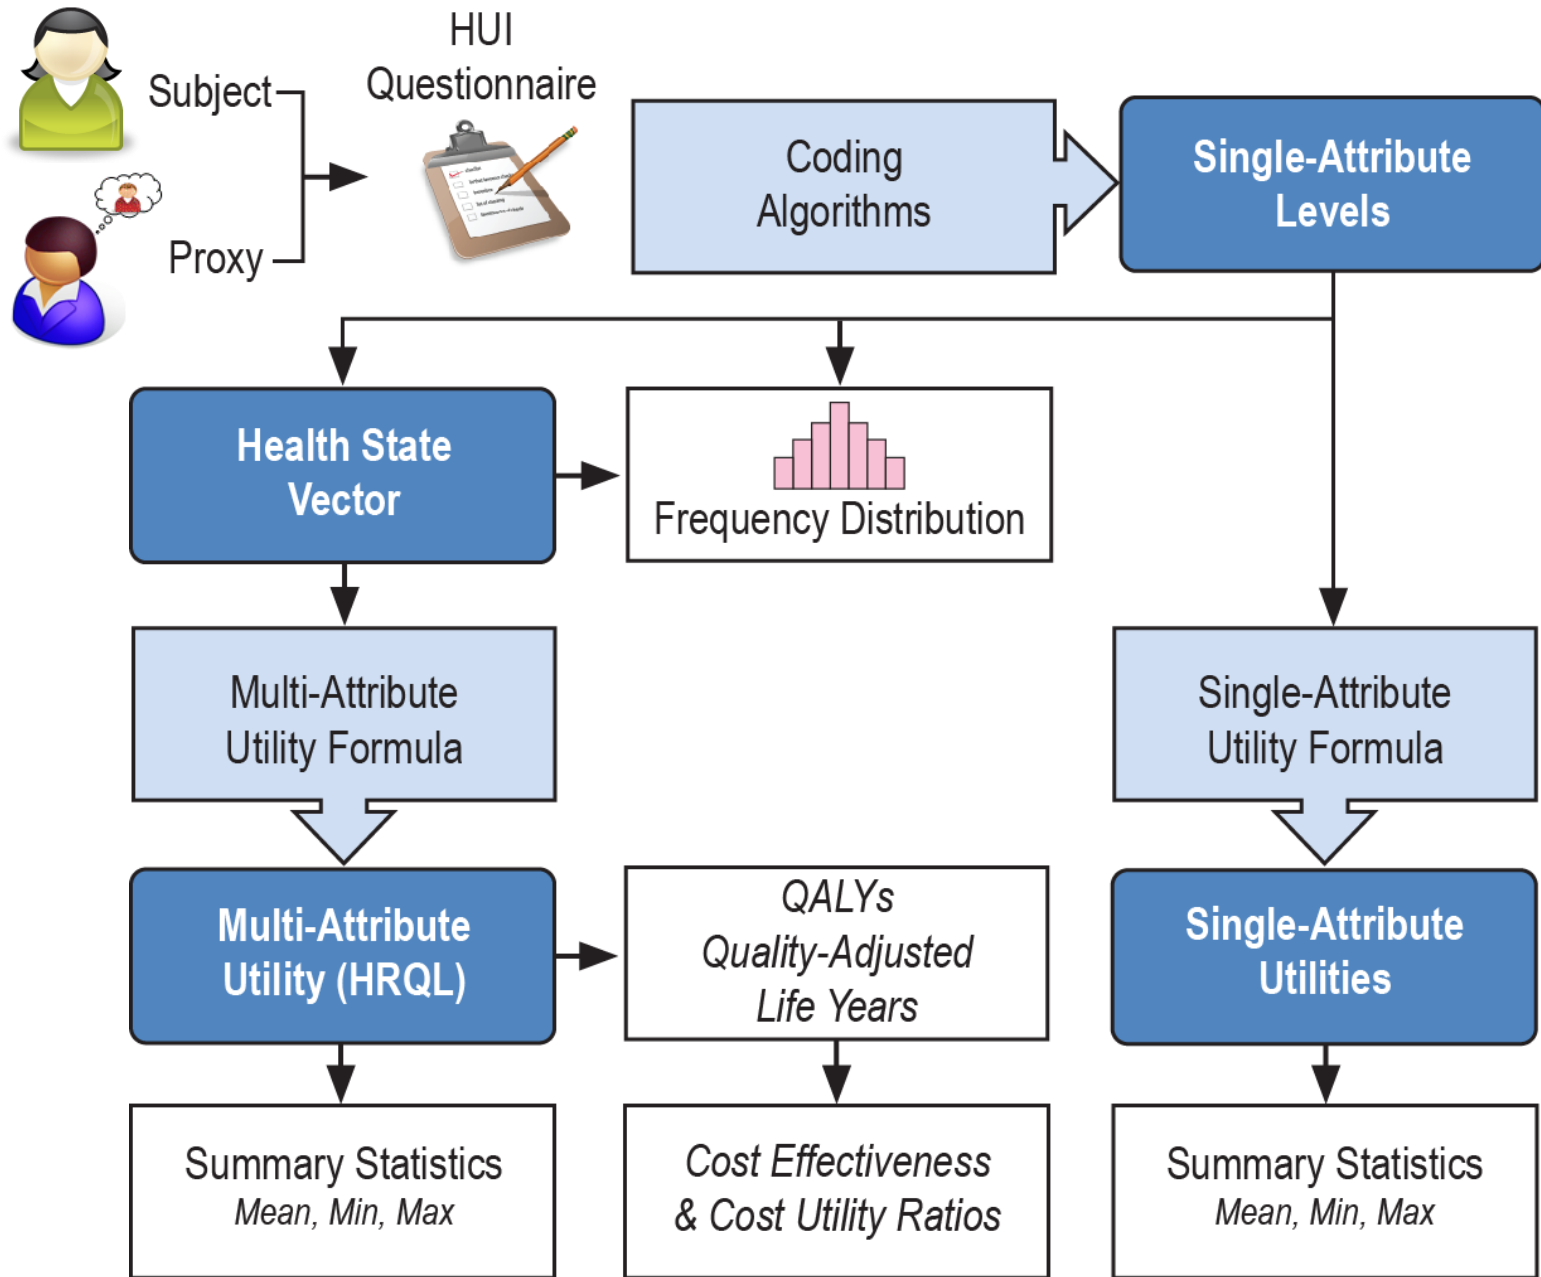 HUI
Questionnaire
Subject
Proxy
Coding
Algorithms
Single-Attribute
Levels
Health State
Vector
Frequency Distribution
Multi-Attribute
Utility Formula
Single-Attribute
Utility Formula
Multi-Attribute
Utility (HRQL)
QALYs
Quality-Adjusted
Life Years
Single-Attribute
Utilities
Summary Statistics
Mean, Min, Max
Cost Effectiveness
& Cost Utility Ratios
Summary Statistics
Mean, Min, Max